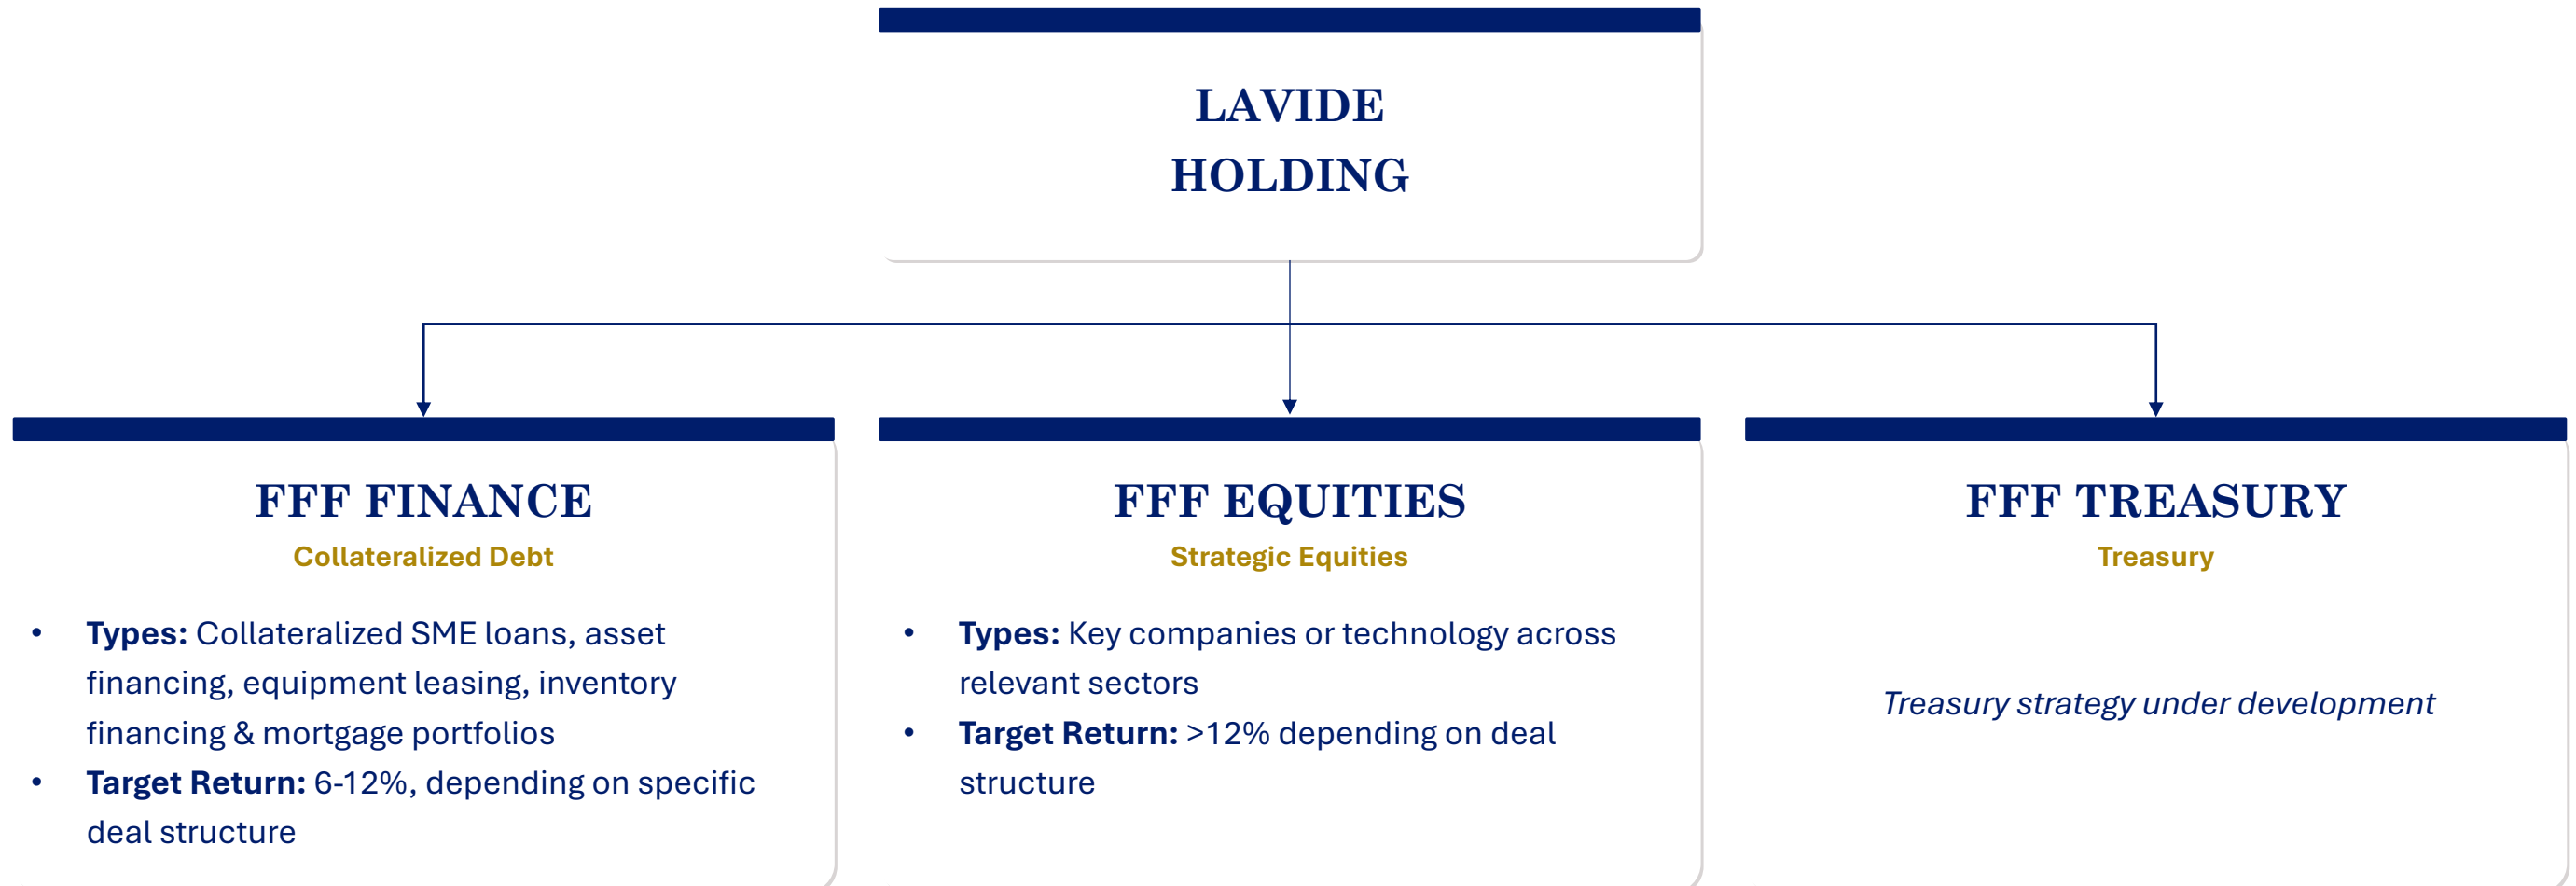 LAVIDE
HOLDING
FFF FINANCE
Collateralized Debt
• Types: Collateralized SME loans, asset
financing, equipment leasing, inventory
financing & mortgage portfolios
• Target Return: 6-12%, depending on specific
deal structure
FFF EQUITIES
Strategic Equities
• Types: Key companies or technology across
relevant sectors
• Target Return: >12% depending on deal
structure
FFF TREASURY
Treasury
Treasury strategy under development